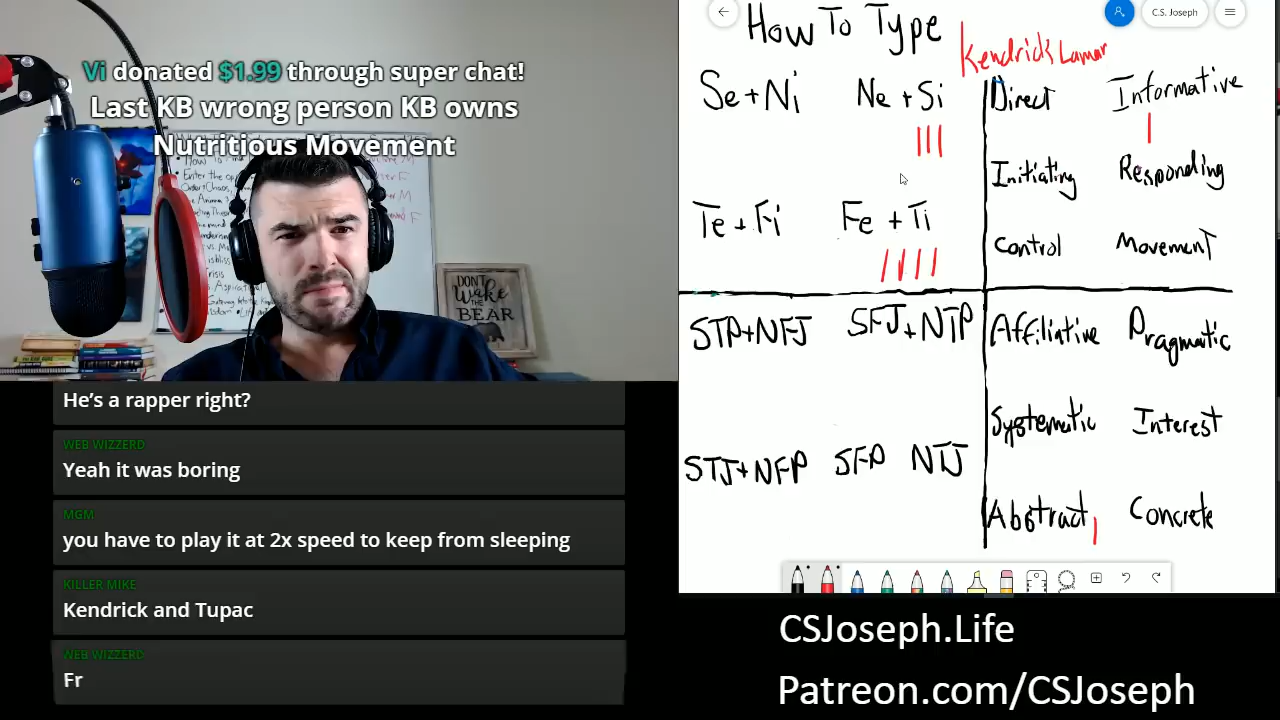 Vi donated $1.99 through super chat!
Last KB wrong person KB owns
Nutritious Movement
DON'T
Wake
THE
BEAR
He's a rapper right?
WEB WIZZERD
Yeah it was boring
MGM
you have to play it at 2x speed to keep from sleeping
KILLER MIKE
Kendrick and Tupac
WEB WIZZERD
Fr
C.S. Joseph
How To Type
Kendrick Lamar
Se + Ni
Ne + Si
Te + Fi
Fe + Ti
STP + NFJ
SFJ + NTP
STJ + NFP
SFP NTJ
Direct Informative
Initiating Responding
Control Movement
Affiliative Pragmatic
Systematic Interest
Abstract Concrete
CSJoseph.Life
Patreon.com/CSJoseph